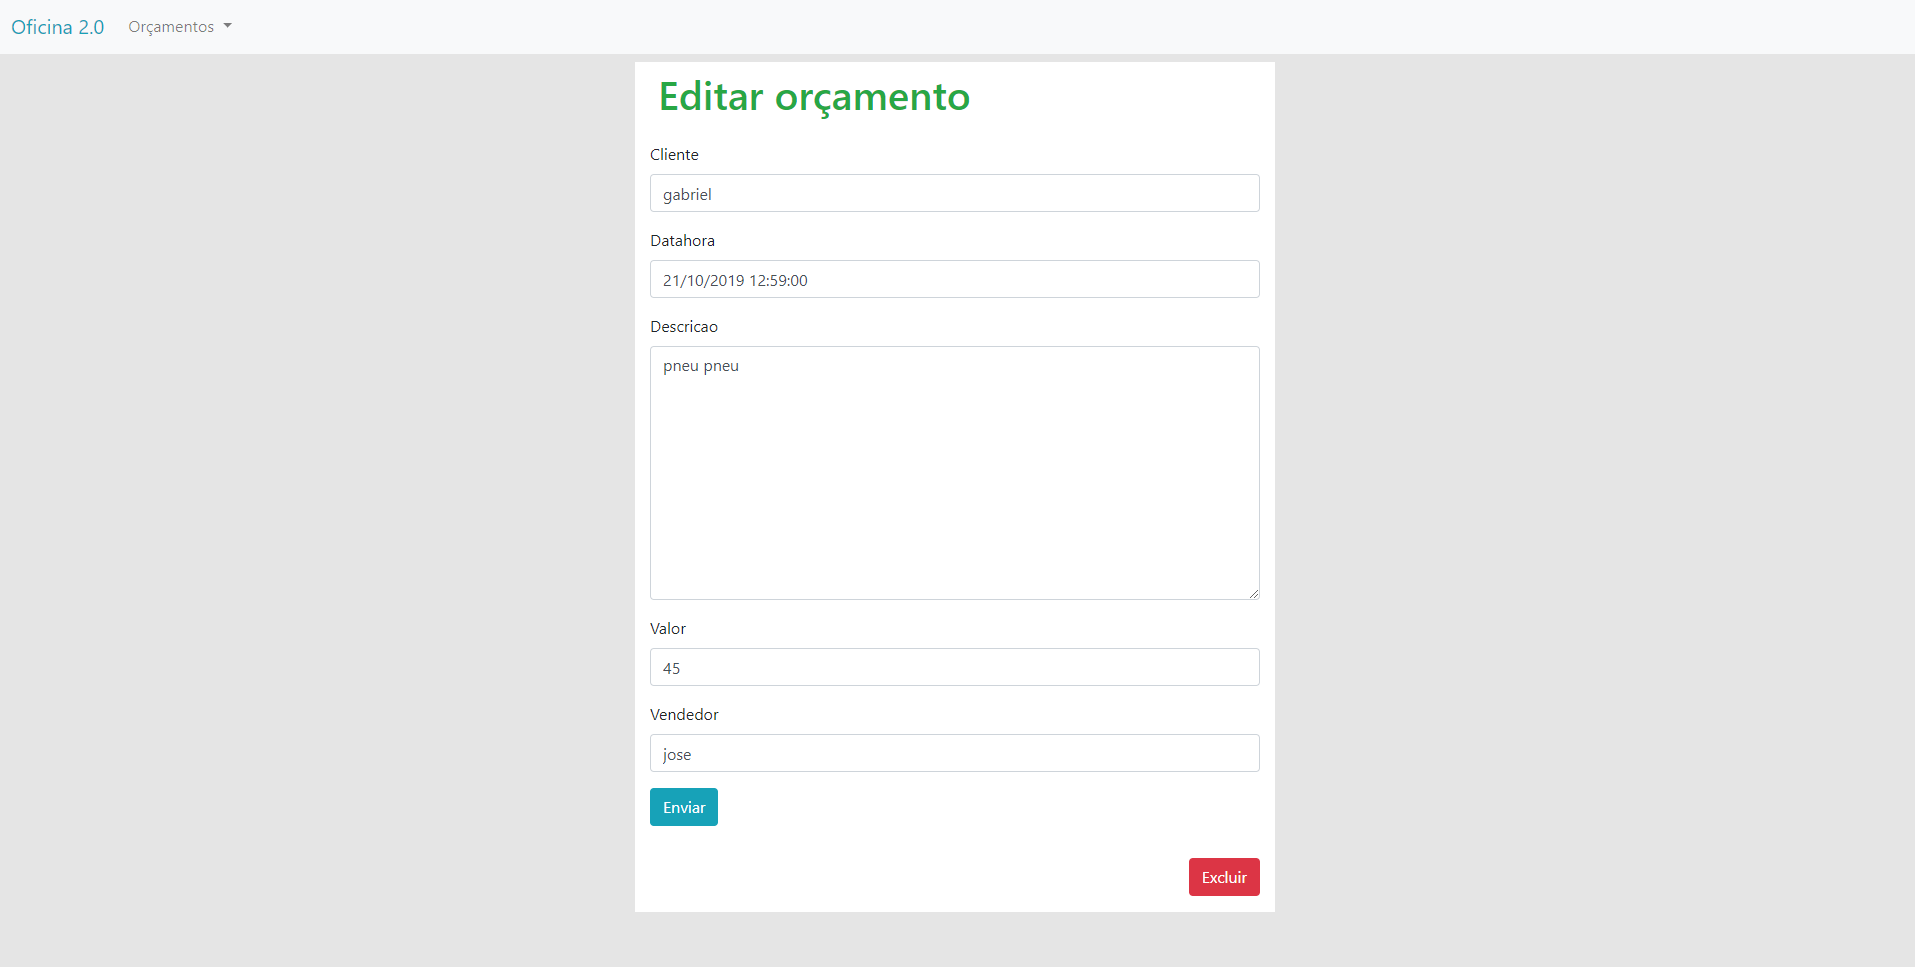 Oficina 2.0 Orçamentos
Editar orçamento
Cliente
gabriel
Datahora
21/10/2019 12:59:00
Descricao
pneu pneu
Valor
45
Vendedor
jose
Enviar
Excluir